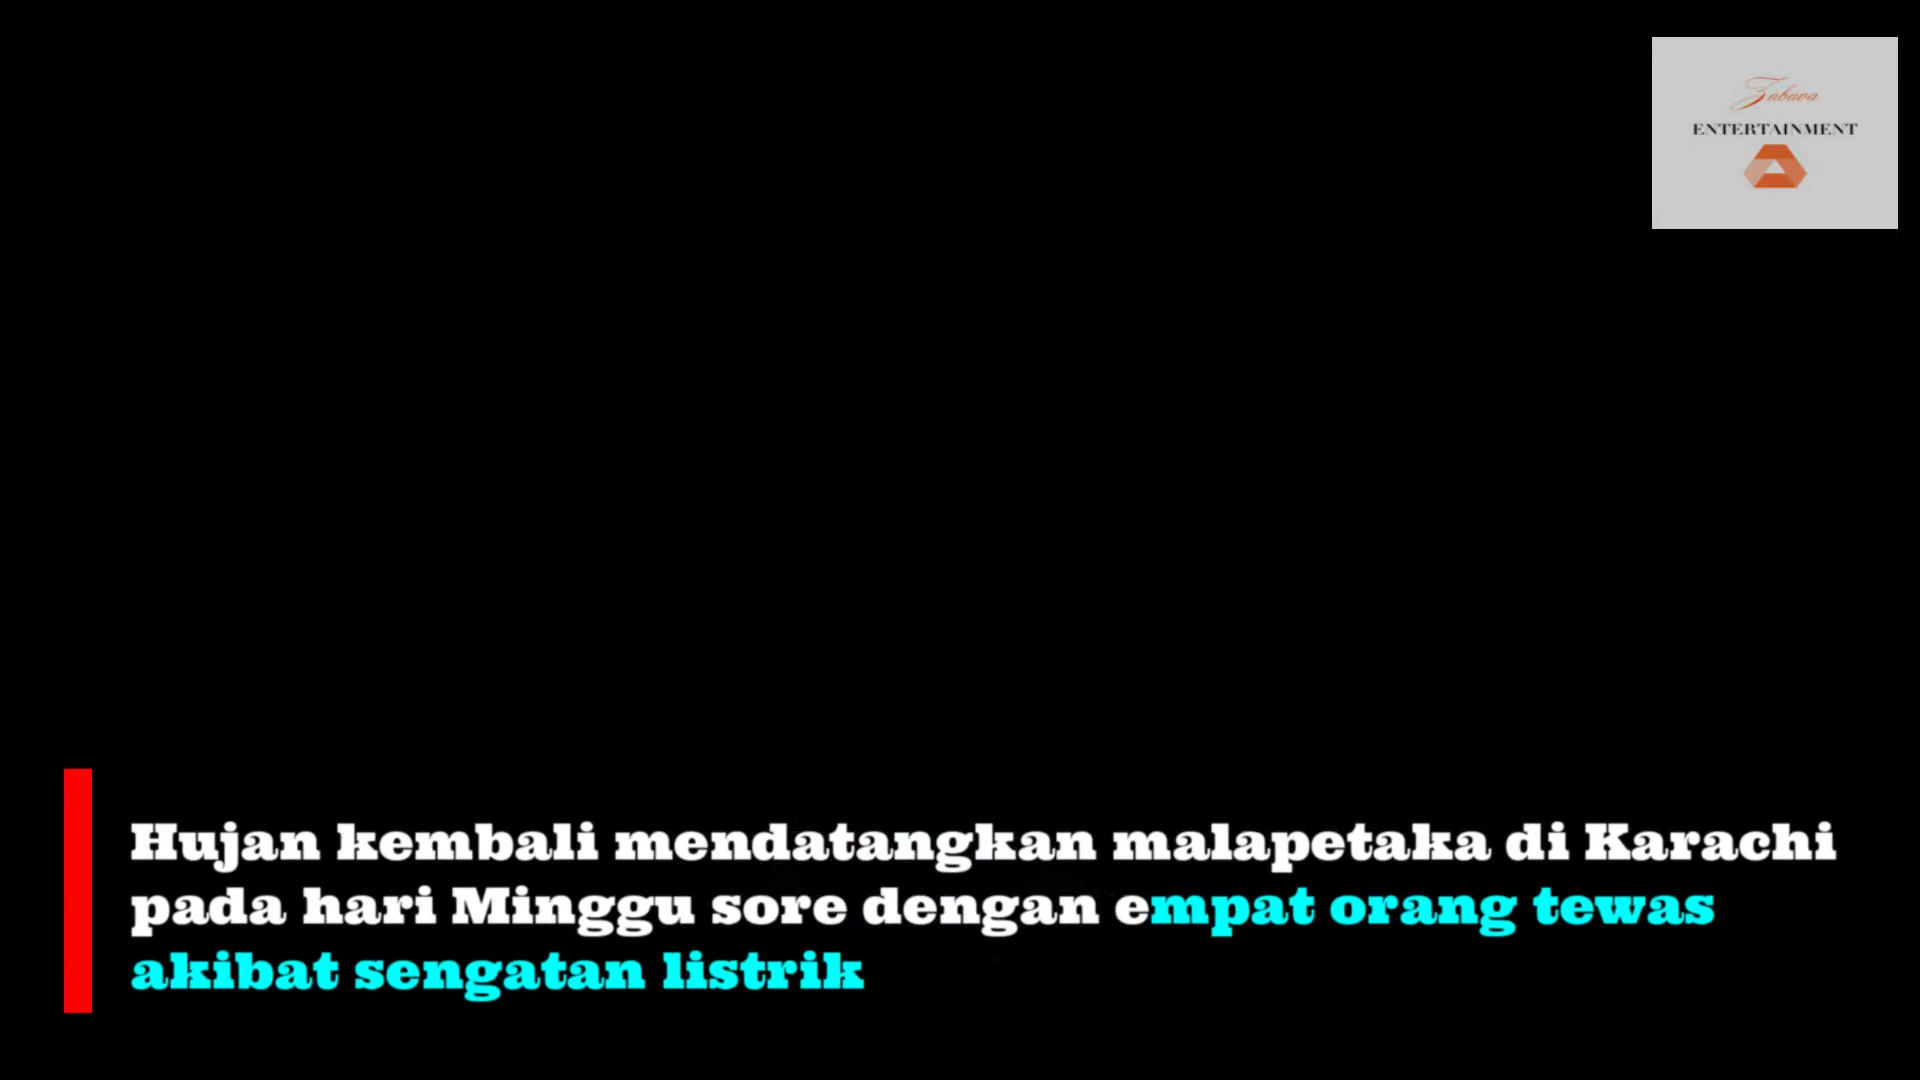 Zabava
ENTERTAINMENT
Hujan kembali mendatangkan malapetaka di Karachi
pada hari Minggu sore dengan empat orang tewas
akibat sengatan listrik